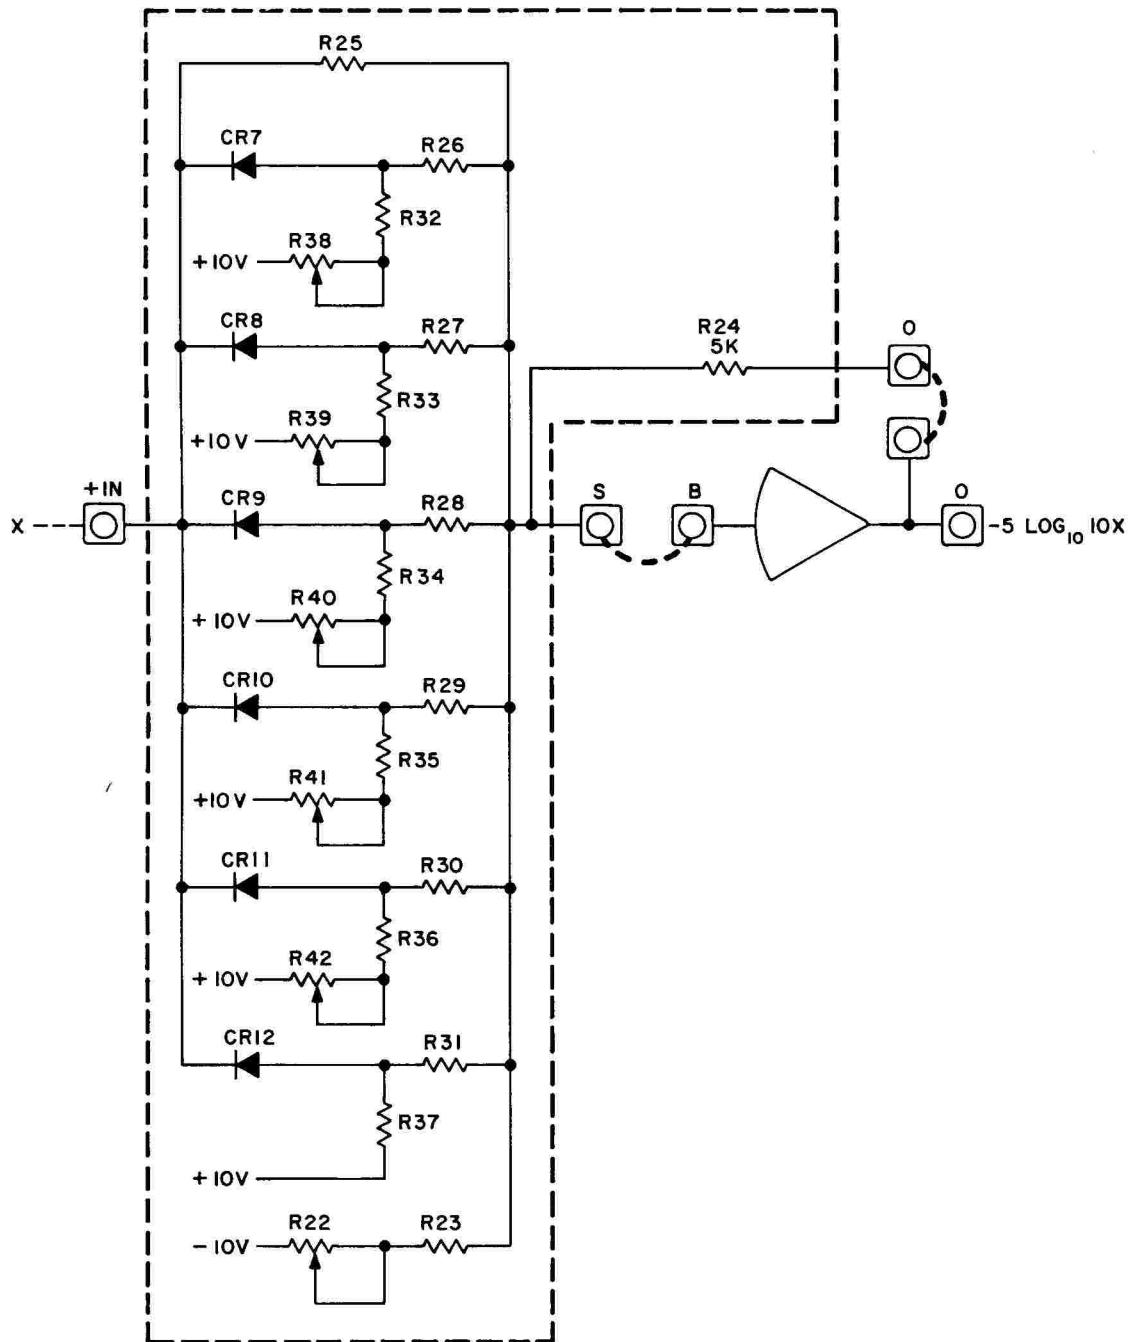 R25
CR7
R26
R32
R38
+10V
CR8
R27
R33
R39
+10V
R24
5K
O
+IN
X
CR9
R28
S
B
O
-5 LOG10 10X
R34
R40
+10V
CR10
R29
R35
R41
+10V
CR11
R30
R36
R42
+10V
CR12
R31
R37
+10V
R22
R23
-10V